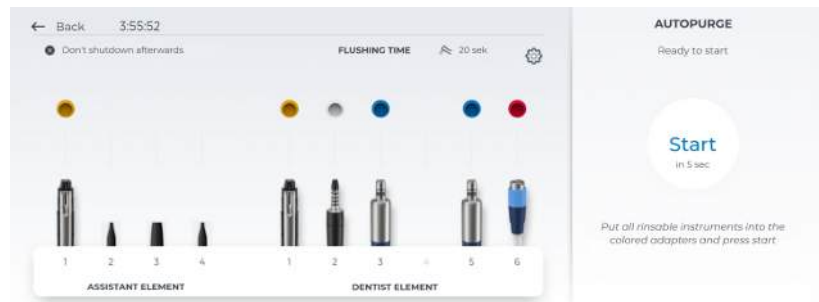 ← Back 3:55:52
Don't shutdown afterwards
FLUSHING TIME 20 sek
1 2 3 4
ASSISTANT ELEMENT
1 2 3 4 5 6
DENTIST ELEMENT
AUTOPURGE
Ready to start
Start
in 5 sec
Put all rinsable instruments into the
colored adapters and press start